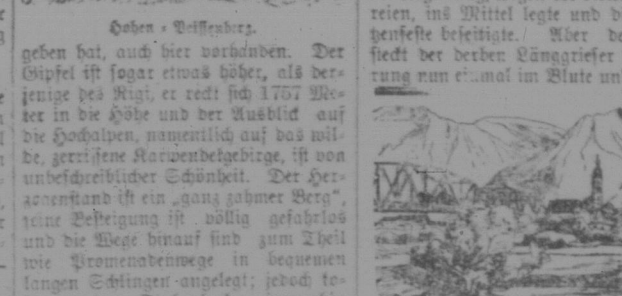 Hohen-Peissenberg.
geben hat, auch hier vorhanden. Der
Gipfel ist sogar etwas höher, als der-
jenige des Rigi, er reckt sich 1757 Me-
ter in die Höhe und der Ausblick auf
die Hochalpen, namentlich auf das wil-
de, zerrissene Karwendelgebirge, ist von
unbeschreiblicher Schönheit. Der Her-
zogenstand ist ein „ganz zahmer Berg“,
seine Besteigung ist völlig gefahrlos
und die Wege hinauf sind zum Theil
wie Promenadenwege in bequemen
langen Schlingen angelegt; jedoch to-
reien, ins Mittel legte und d
steckt der derben Länggrieser
rung nun einmal im Blute un